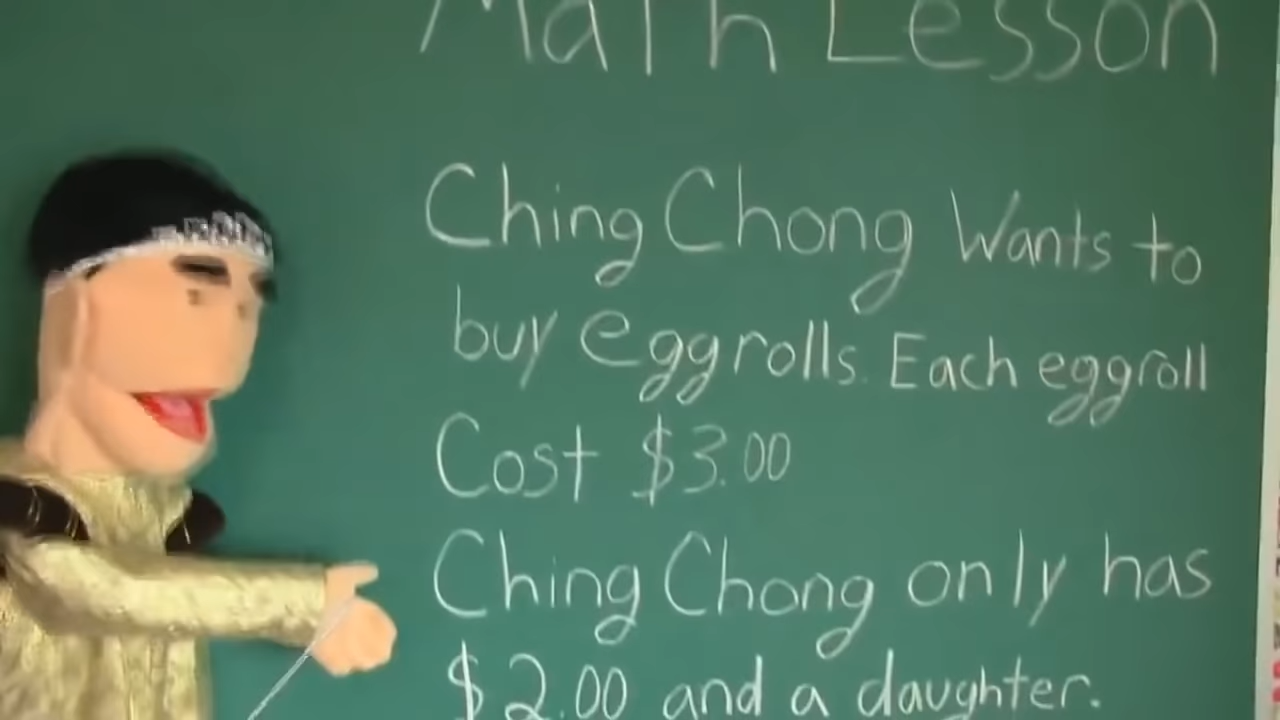 Math Lesson
Ching Chong Wants to
buy eggrolls. Each eggroll
Cost $3.00
Ching Chong only has
$2.00 and a daughter.